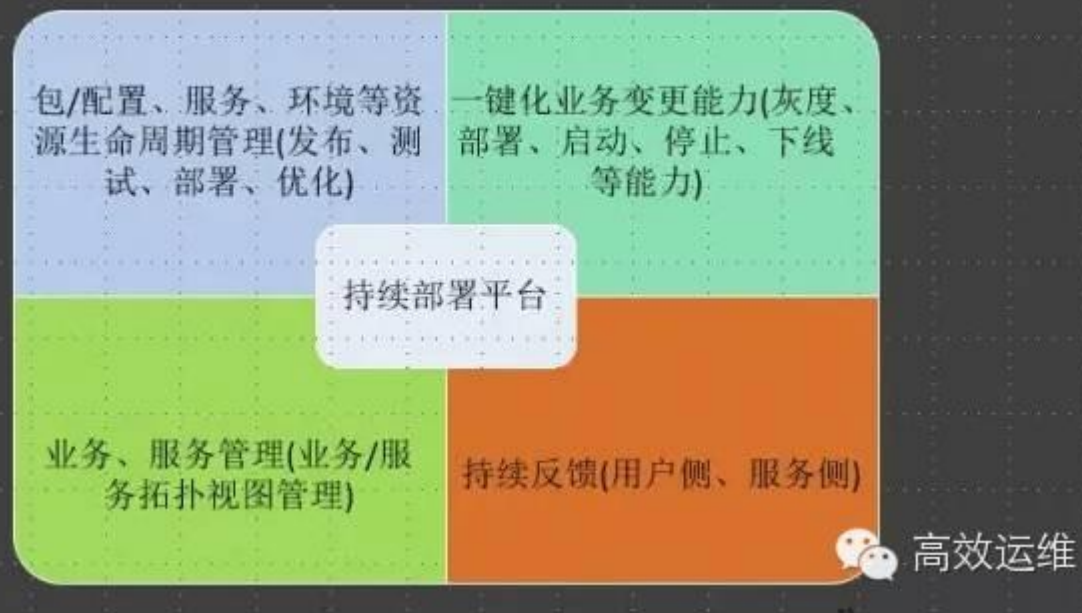 包/配置、服务、环境等资
源生命周期管理(发布、测
试、部署、优化)
一键化业务变更能力(灰度、
部署、启动、停止、下线
等能力)
持续部署平台
业务、服务管理(业务/服
务拓扑视图管理)
持续反馈(用户侧、服务侧)
高效运维